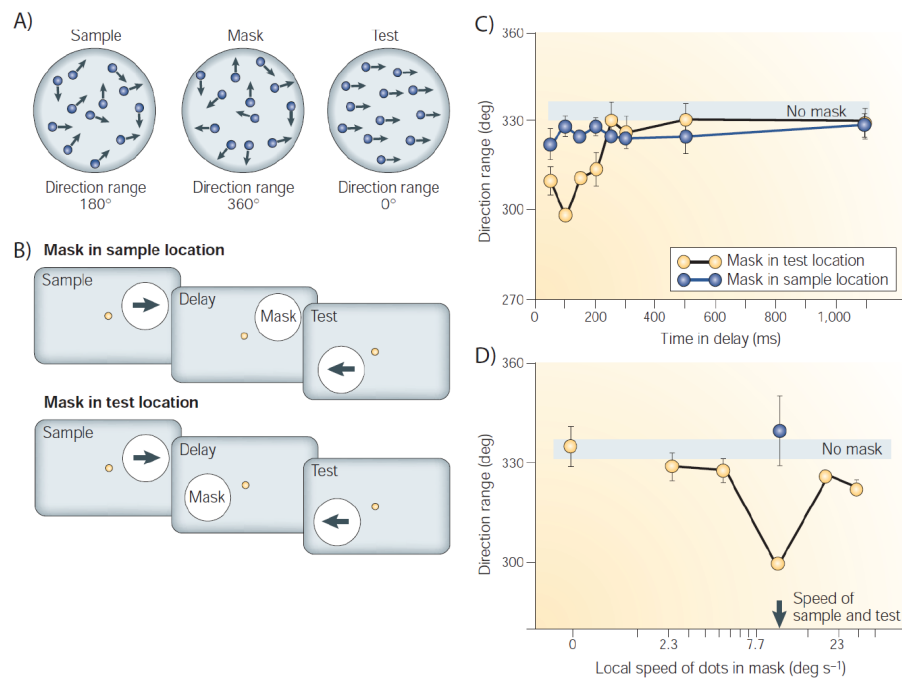 A)
Sample
Mask
Test
Direction range
180°
Direction range
360°
Direction range
0°
B)
Mask in sample location
Sample
Delay
Mask
Test
Mask in test location
Sample
Delay
Mask
Test
C)
360
330
300
270
Direction range (deg)
No mask
Mask in test location
Mask in sample location
0
200
400
600
800
1,000
Time in delay (ms)
D)
360
330
300
Direction range (deg)
No mask
Speed of
sample and test
0
2.3
7.7
23
Local speed of dots in mask (deg s⁻¹)